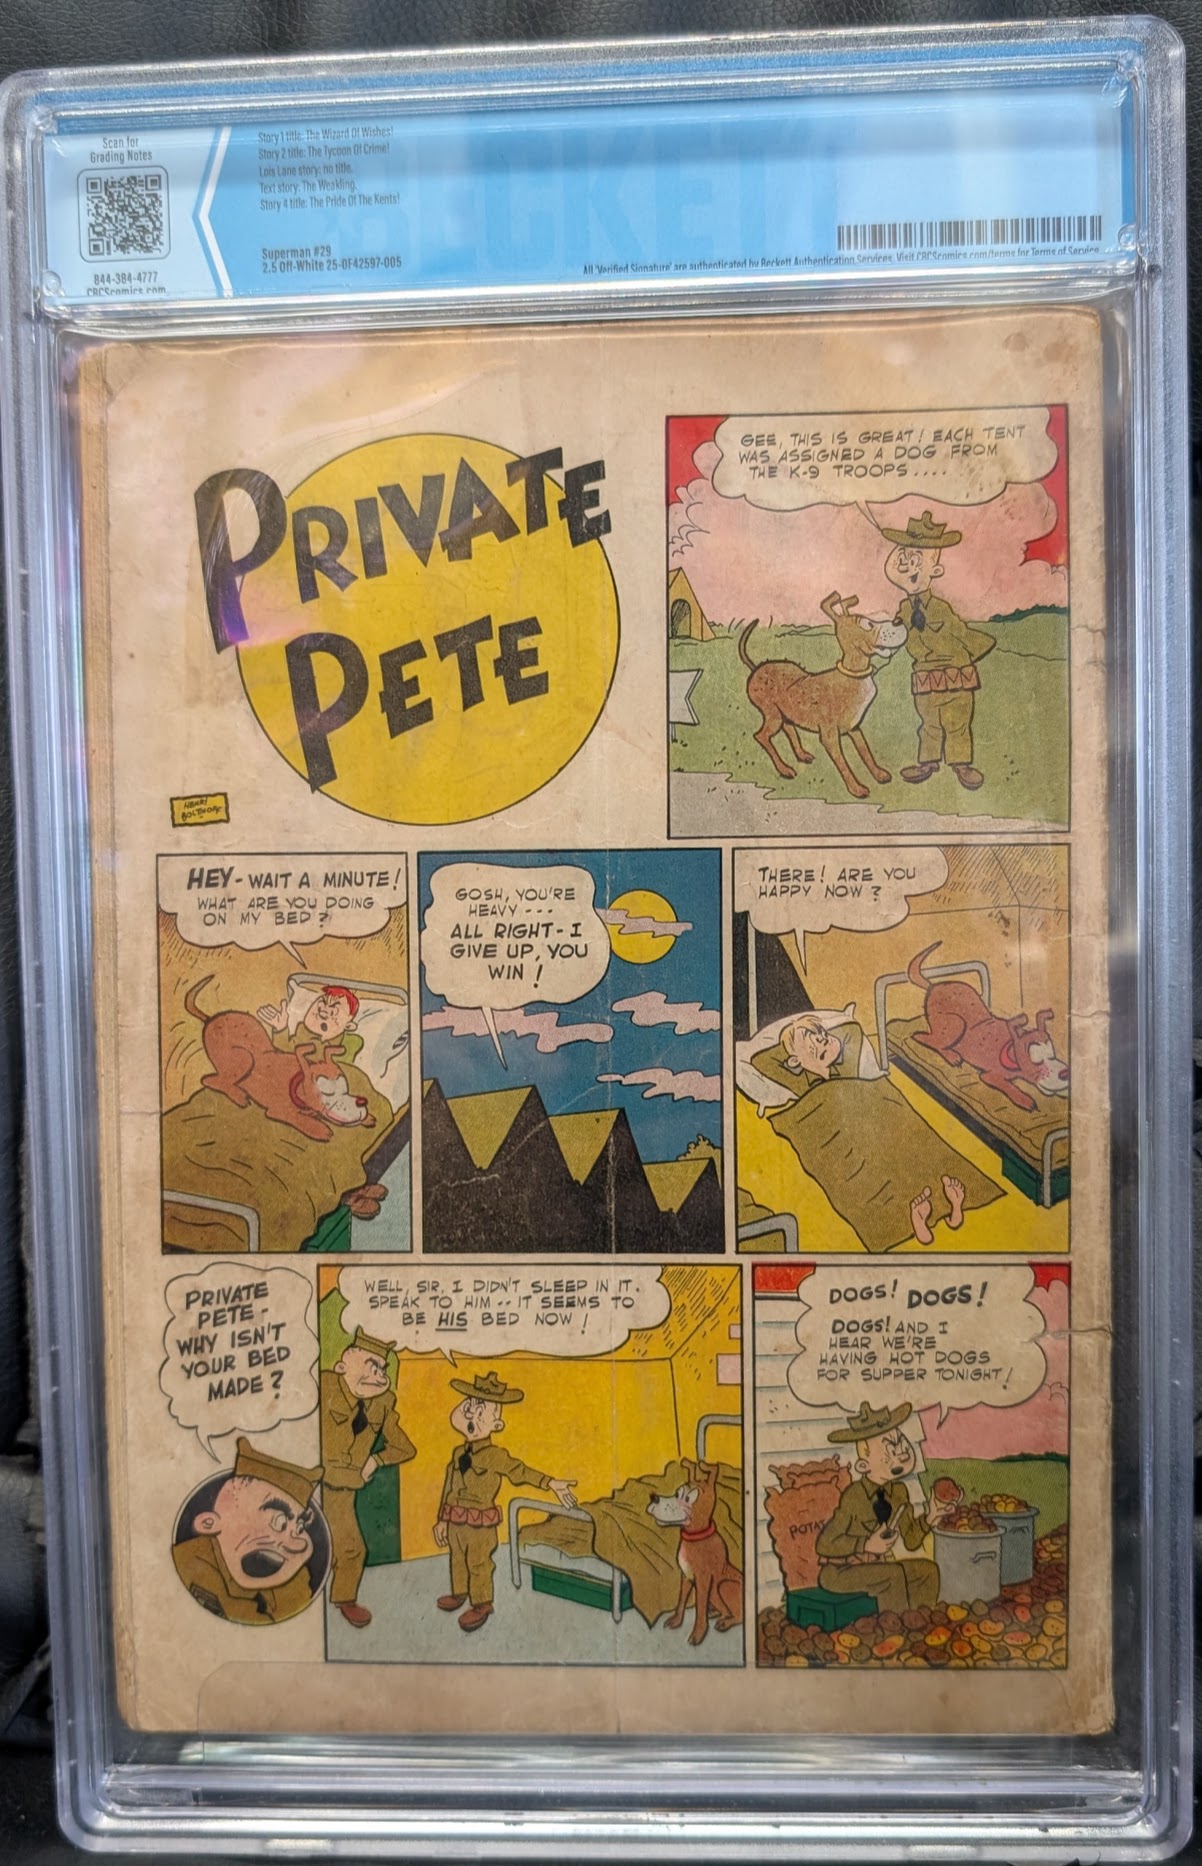 Scan for
Grading Notes
844-384-4777
CBCScomics.com
Story 1 title: The Wizard Of Wishes!
Story 2 title: The Tycoon Of Crime!
Lois Lane story: no title.
Text story: The Weakling.
Story 4 title: The Pride Of The Kents!
Superman #29
2.5 Off-White 25-0F42597-005
BECKETT
All 'Verified Signature' are authenticated by Beckett Authentication Services. Visit CBCScomics.com/terms for Terms of Service.
PRIVATE
PETE
HENRI
BOLTINOFF
GEE, THIS IS GREAT! EACH TENT
WAS ASSIGNED A DOG FROM
THE K-9 TROOPS....
HEY - WAIT A MINUTE!
WHAT ARE YOU DOING
ON MY BED?
GOSH, YOU'RE
HEAVY ---
ALL RIGHT - I
GIVE UP, YOU
WIN!
THERE! ARE YOU
HAPPY NOW?
PRIVATE
PETE -
WHY ISN'T
YOUR BED
MADE?
WELL, SIR, I DIDN'T SLEEP IN IT.
SPEAK TO HIM -- IT SEEMS TO
BE HIS BED NOW!
DOGS! DOGS!
DOGS! AND I
HEAR WE'RE
HAVING HOT DOGS
FOR SUPPER TONIGHT!
POTAT